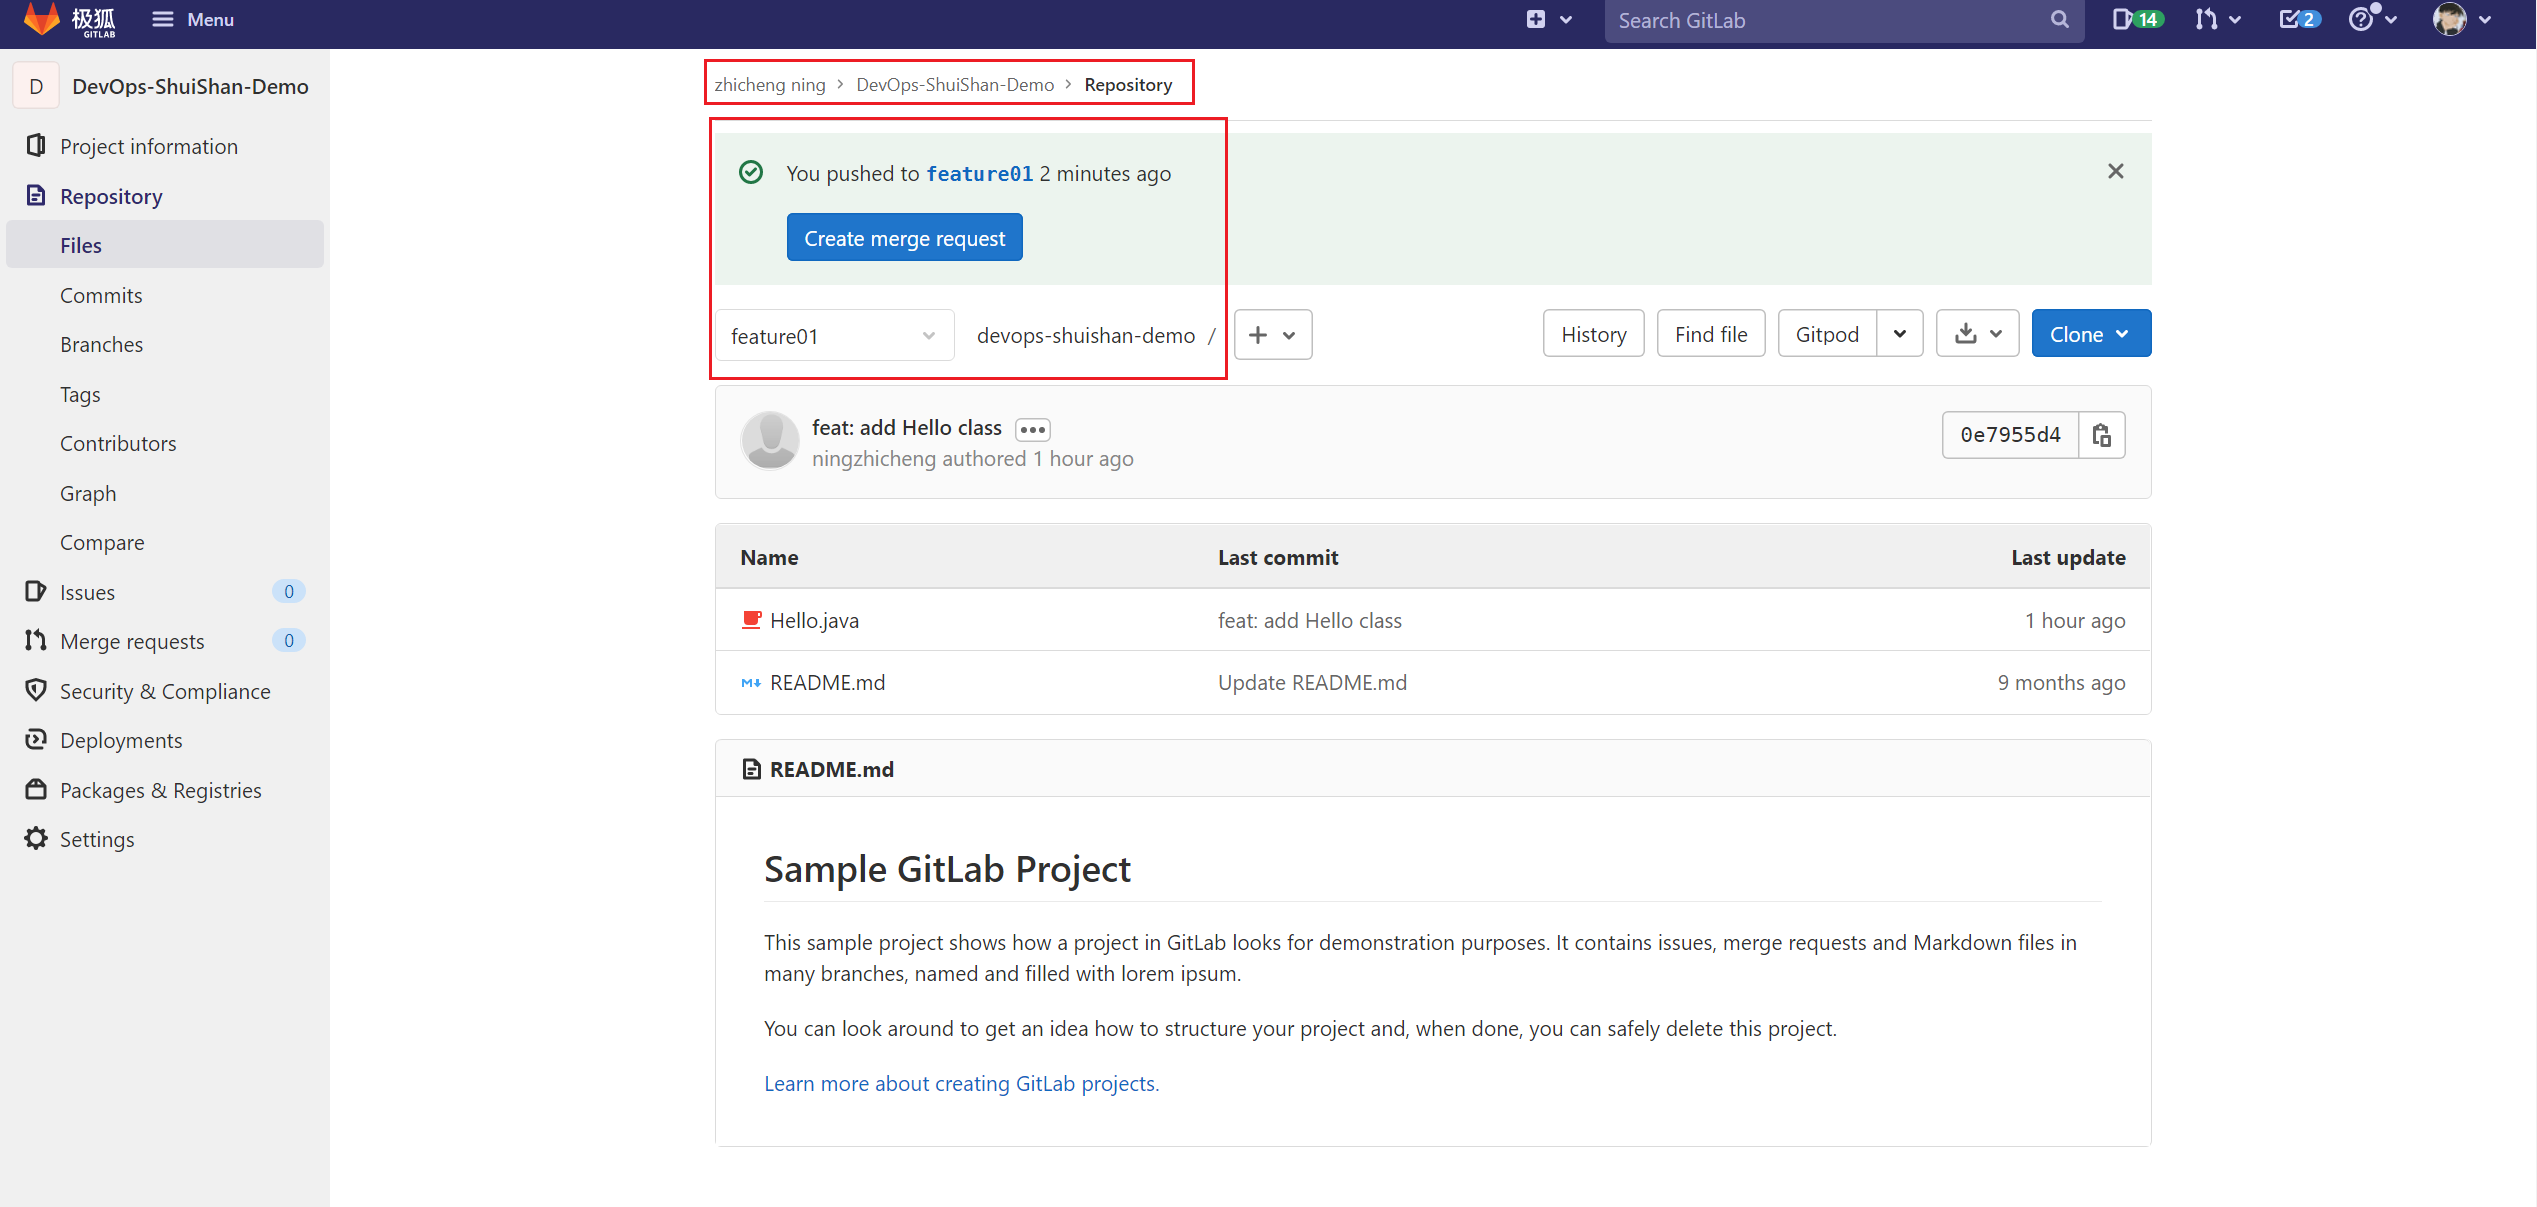 极狐
GITLAB
Menu
Search GitLab
14
2
D
DevOps-ShuiShan-Demo
Project information
Repository
Files
Commits
Branches
Tags
Contributors
Graph
Compare
Issues 0
Merge requests 0
Security & Compliance
Deployments
Packages & Registries
Settings
zhicheng ning > DevOps-ShuiShan-Demo > Repository
You pushed to feature01 2 minutes ago
Create merge request
feature01
devops-shuishan-demo /
History
Find file
Gitpod
Clone
feat: add Hello class
ningzhicheng authored 1 hour ago
0e7955d4
Name Last commit Last update
Hello.java feat: add Hello class 1 hour ago
README.md Update README.md 9 months ago
README.md
Sample GitLab Project
This sample project shows how a project in GitLab looks for demonstration purposes. It contains issues, merge requests and Markdown files in
many branches, named and filled with lorem ipsum.
You can look around to get an idea how to structure your project and, when done, you can safely delete this project.
Learn more about creating GitLab projects.